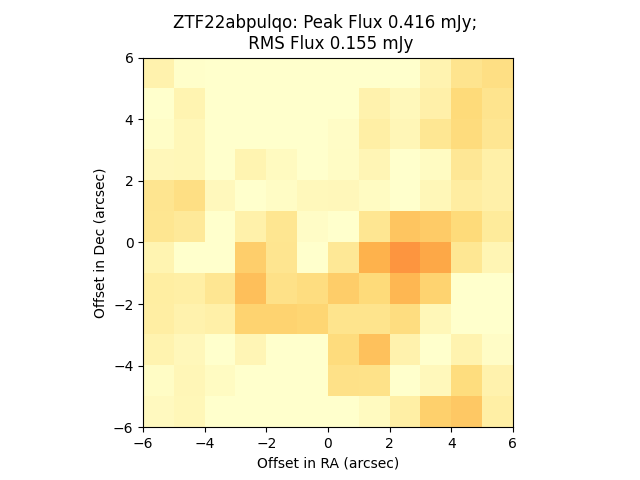 ZTF22abpulqo: Peak Flux 0.416 mJy;
RMS Flux 0.155 mJy
6
4
2
0
−2
−4
−6
Offset in Dec (arcsec)
−6 −4 −2 0 2 4 6
Offset in RA (arcsec)